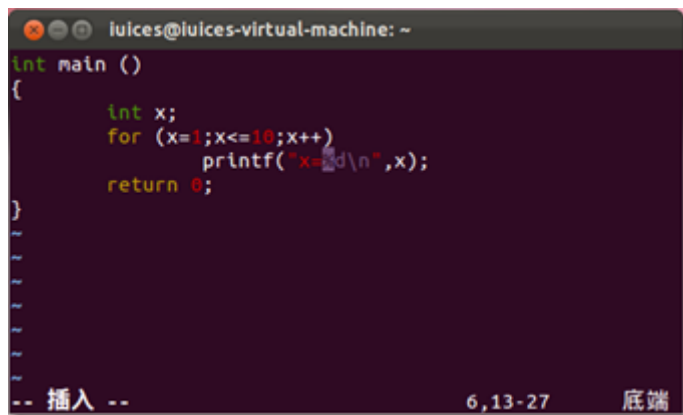 iuices@iuices-virtual-machine: ~
int main ()
{
        int x;
        for (x=1;x<=10;x++)
                printf("x=%d\n",x);
        return 0;
}
~
~
~
~
~
~
~
-- 插入 --                    6,13-27        底端